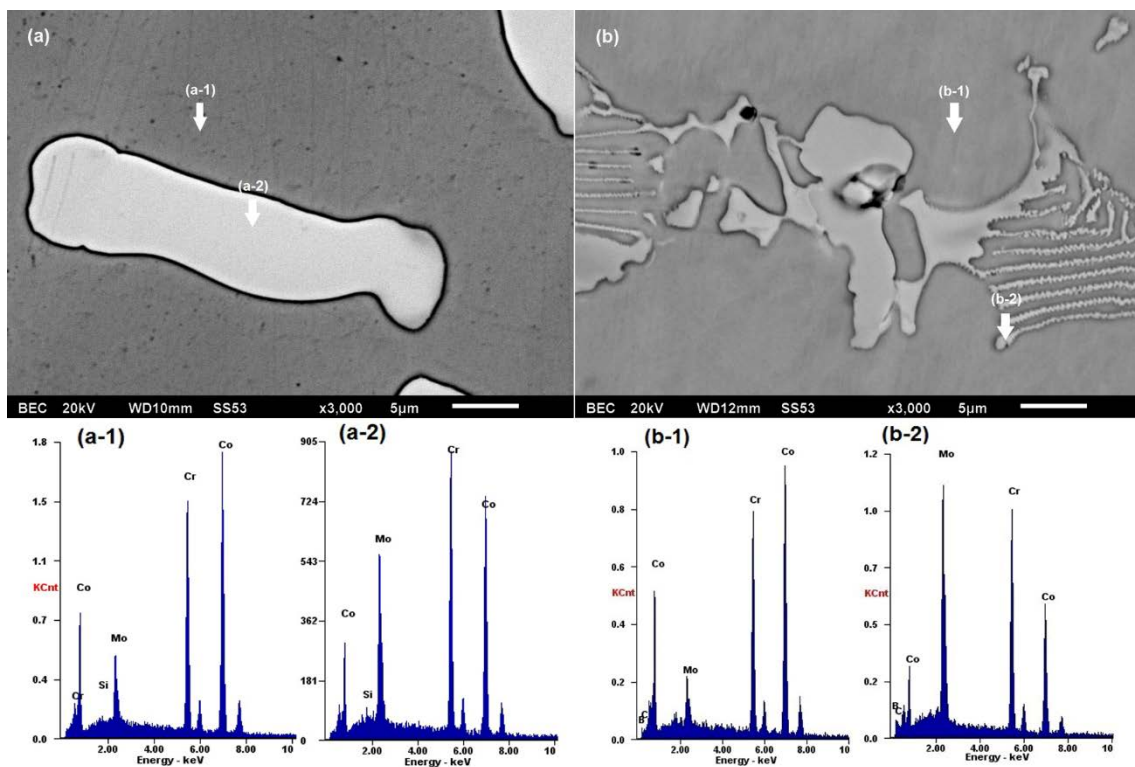 (a)
(a-1)
(a-2)
BEC 20kV WD10mm SS53 x3,000 5µm
(b)
(b-1)
(b-2)
BEC 20kV WD12mm SS53 x3,000 5µm
(a-1)
1.8
1.5
1.1
KCnt
0.7
0.4
0.0
Co
Cr
Si
Mo
Cr
Co
2.00 4.00 6.00 8.00 10
Energy - keV
(a-2)
905
724
543
362
181
0
Co
Si
Mo
Cr
Co
2.00 4.00 6.00 8.00 10
Energy - keV
(b-1)
1.0
0.8
0.6
KCnt
0.4
0.2
0.0
Co
C
B
Mo
Cr
Co
2.00 4.00 6.00 8.00 10
Energy - keV
(b-2)
1.2
1.0
0.7
KCnt
0.5
0.2
0.0
Co
B
C
Mo
Cr
Co
2.00 4.00 6.00 8.00 10
Energy - keV